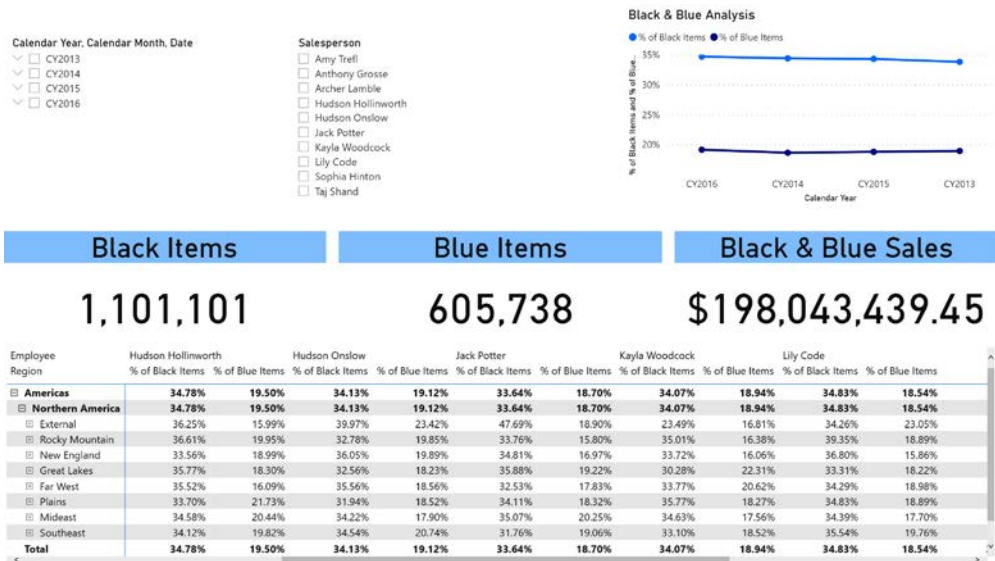 Black & Blue Analysis
% of Black Items % of Blue Items
Calendar Year, Calendar Month, Date
CY2013
CY2014
CY2015
CY2016
Salesperson
Amy Trefl
Anthony Grosse
Archer Lamble
Hudson Hollinworth
Hudson Onslow
Jack Potter
Kayla Woodcock
Lily Code
Sophia Hinton
Taj Shand
% of Black Items and % of Blue...
35%
30%
25%
20%
CY2016 CY2014 CY2015 CY2013
Calendar Year
Black Items Blue Items Black & Blue Sales
1,101,101 605,738 $198,043,439.45
Employee Hudson Hollinworth Hudson Onslow Jack Potter Kayla Woodcock Lily Code
Region % of Black Items % of Blue Items % of Black Items % of Blue Items % of Black Items % of Blue Items % of Black Items % of Blue Items % of Black Items % of Blue Items
Americas 34.78% 19.50% 34.13% 19.12% 33.64% 18.70% 34.07% 18.94% 34.83% 18.54%
Northern America 34.78% 19.50% 34.13% 19.12% 33.64% 18.70% 34.07% 18.94% 34.83% 18.54%
External 36.25% 15.99% 39.97% 23.42% 47.69% 18.90% 23.49% 16.81% 34.26% 23.05%
Rocky Mountain 36.61% 19.95% 32.78% 19.85% 33.76% 15.80% 35.01% 16.38% 39.35% 18.89%
New England 33.56% 18.99% 36.05% 19.89% 34.81% 16.97% 33.72% 16.06% 36.80% 15.86%
Great Lakes 35.77% 18.30% 32.56% 18.23% 35.88% 19.22% 30.28% 22.31% 33.31% 18.22%
Far West 35.52% 16.09% 35.56% 18.56% 32.53% 17.83% 33.77% 20.62% 34.29% 18.98%
Plains 33.70% 21.73% 31.94% 18.52% 34.11% 18.32% 35.77% 18.27% 34.83% 18.89%
Mideast 34.58% 20.44% 34.22% 17.90% 35.07% 20.25% 34.63% 17.56% 34.39% 17.70%
Southeast 34.12% 19.82% 34.54% 20.74% 31.76% 19.06% 33.10% 18.52% 35.54% 19.76%
Total 34.78% 19.50% 34.13% 19.12% 33.64% 18.70% 34.07% 18.94% 34.83% 18.54%